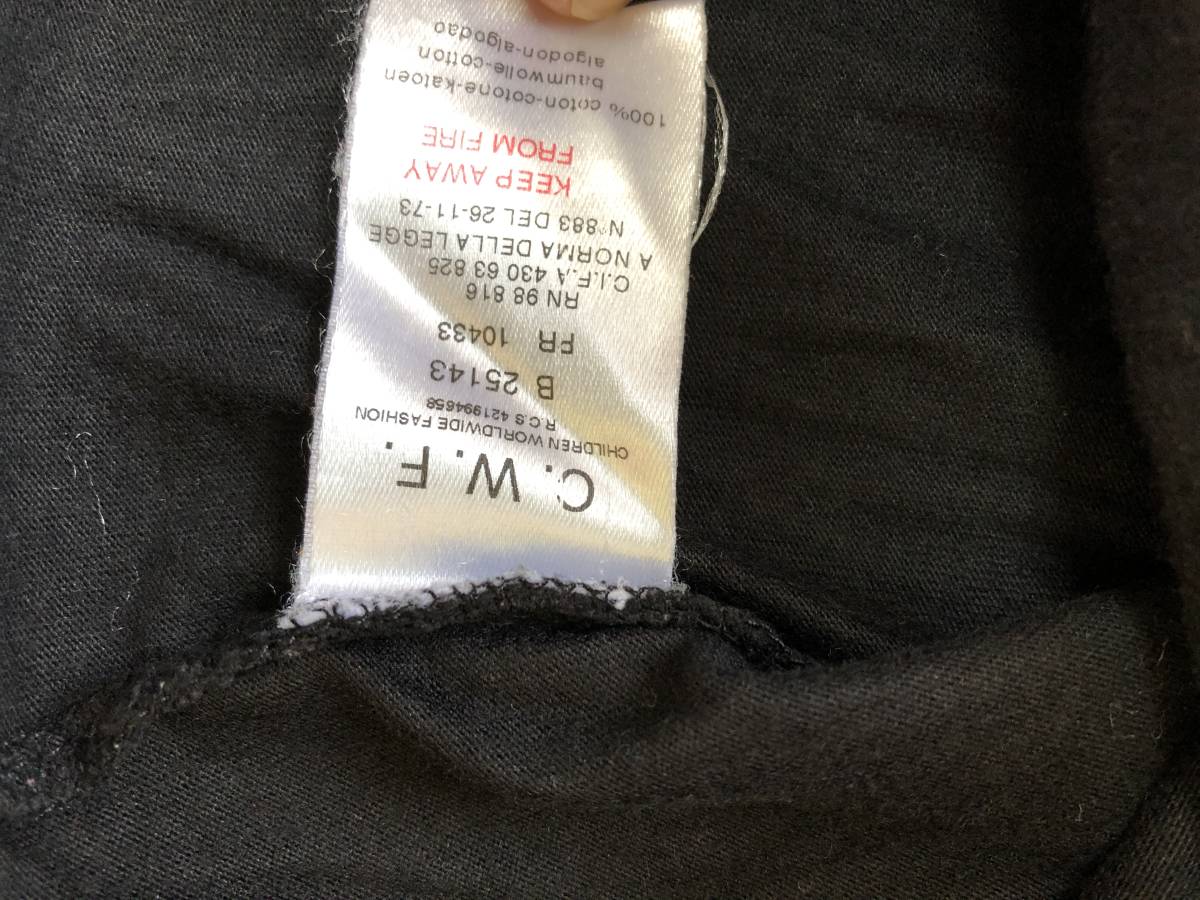 C. W. F.
CHILDREN WORLDWIDE FASHION
R.C.S 421994658
B 25143
FR 10433
RN 98 816
C.I.F.A 430 63 825
A NORMA DELLA LEGGE
N°883 DEL 26-11-73
KEEP AWAY
FROM FIRE
100% coton-cotone-katoen
baumwolle-cotton
algodon-algodao